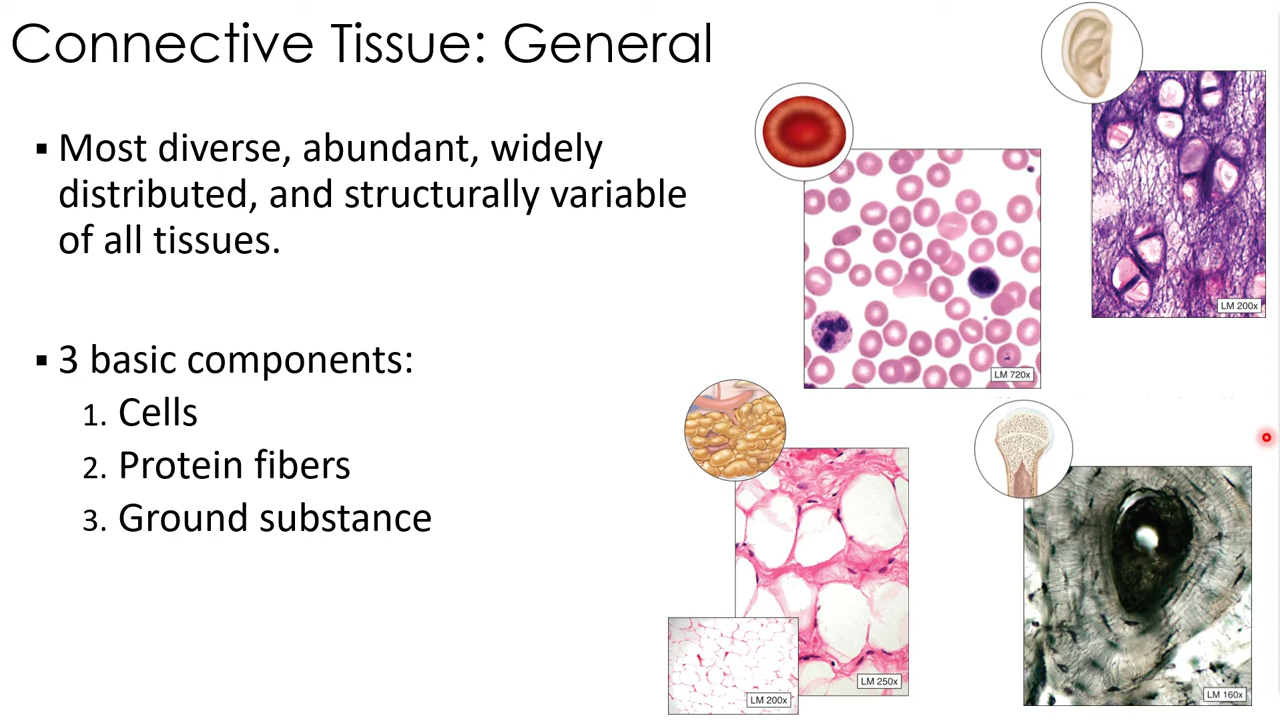 Connective Tissue: General
▪ Most diverse, abundant, widely
distributed, and structurally variable
of all tissues.
▪ 3 basic components:
1. Cells
2. Protein fibers
3. Ground substance
LM 200x
LM 720x
LM 250x
LM 200x
LM 160x